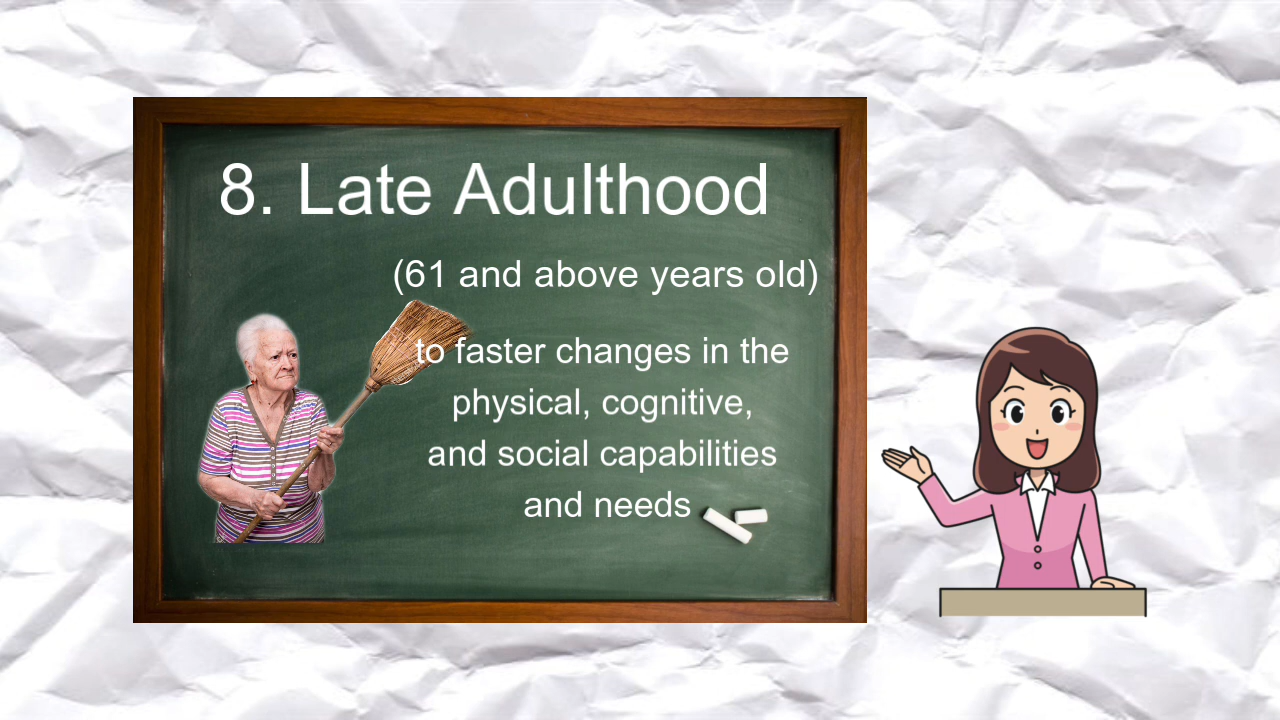 8. Late Adulthood
(61 and above years old)
to faster changes in the
physical, cognitive,
and social capabilities
and needs